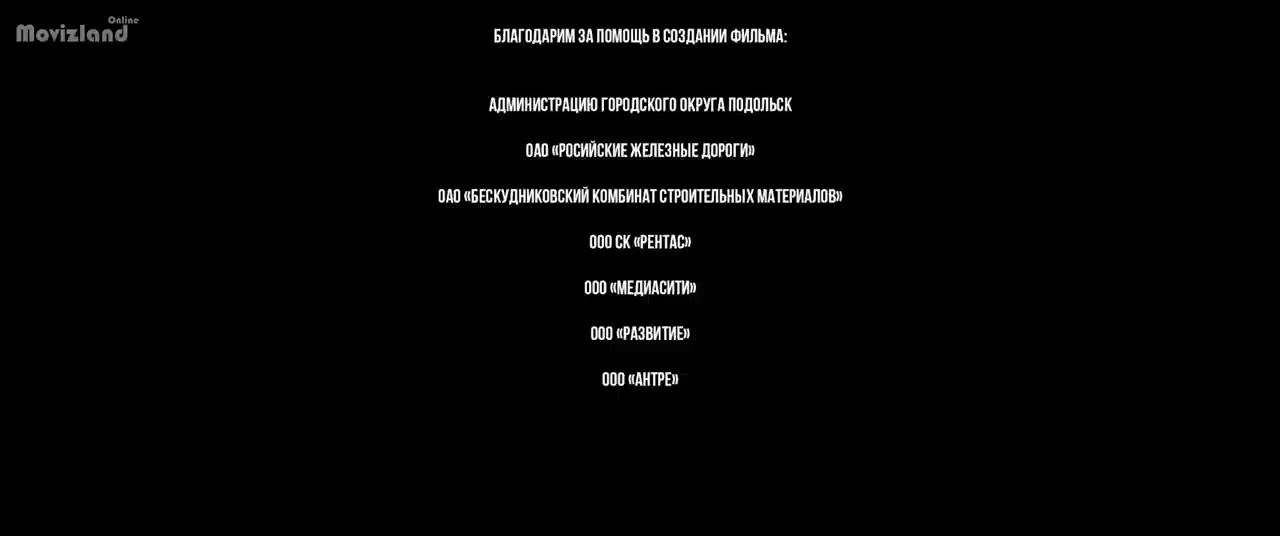 Movizland Online
БЛАГОДАРИМ ЗА ПОМОЩЬ В СОЗДАНИИ ФИЛЬМА:
АДМИНИСТРАЦИЮ ГОРОДСКОГО ОКРУГА ПОДОЛЬСК
ОАО «РОСИЙСКИЕ ЖЕЛЕЗНЫЕ ДОРОГИ»
ОАО «БЕСКУДНИКОВСКИЙ КОМБИНАТ СТРОИТЕЛЬНЫХ МАТЕРИАЛОВ»
ООО СК «РЕНТАС»
ООО «МЕДИАСИТИ»
ООО «РАЗВИТИЕ»
ООО «АНТРЕ»